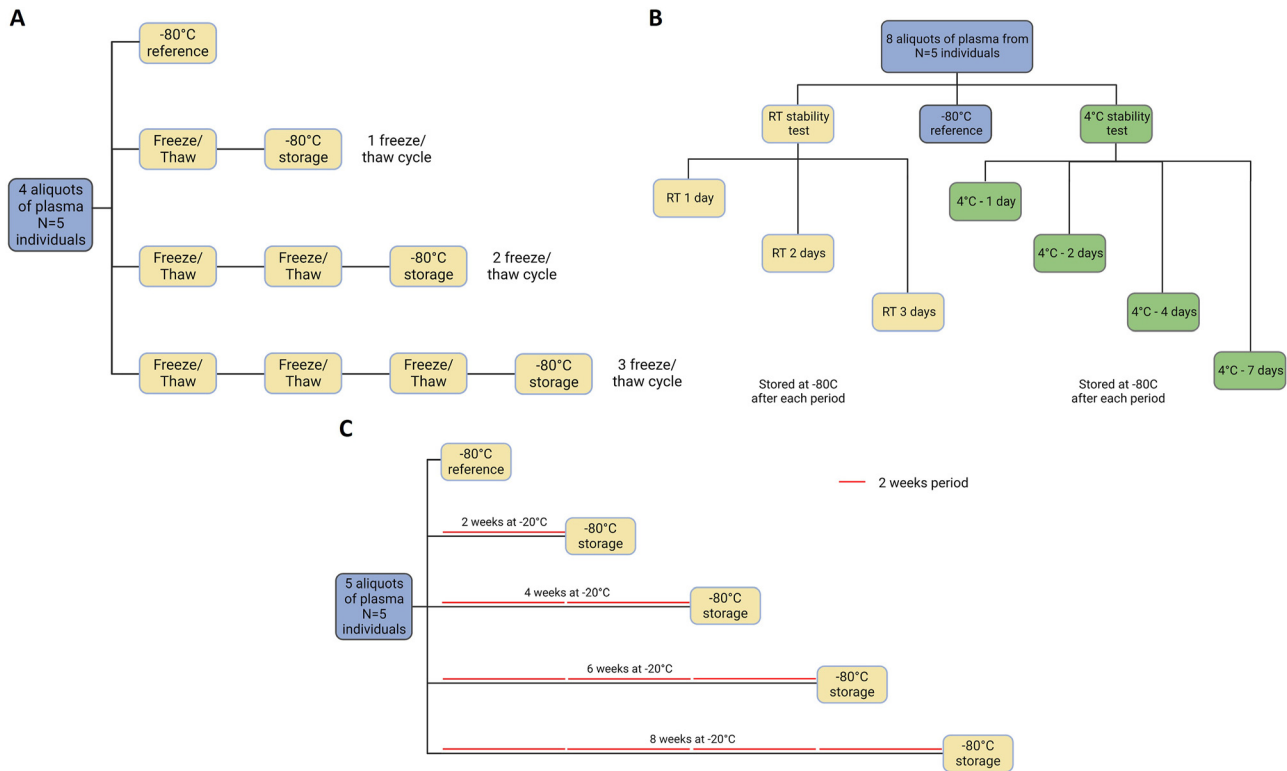 A
-80°C
reference
Freeze/
Thaw
-80°C
storage
1 freeze/
thaw cycle
4 aliquots
of plasma
N=5
individuals
Freeze/
Thaw
Freeze/
Thaw
-80°C
storage
2 freeze/
thaw cycle
Freeze/
Thaw
Freeze/
Thaw
Freeze/
Thaw
-80°C
storage
3 freeze/
thaw cycle
B
8 aliquots of plasma from
N=5 individuals
RT stability
test
-80°C
reference
4°C stability
test
RT 1 day
RT 2 days
RT 3 days
4°C - 1 day
4°C - 2 days
4°C - 4 days
4°C - 7 days
Stored at -80C
after each period
Stored at -80C
after each period
C
-80°C
reference
2 weeks period
2 weeks at -20°C
-80°C
storage
5 aliquots
of plasma
N=5
individuals
4 weeks at -20°C
-80°C
storage
6 weeks at -20°C
-80°C
storage
8 weeks at -20°C
-80°C
storage